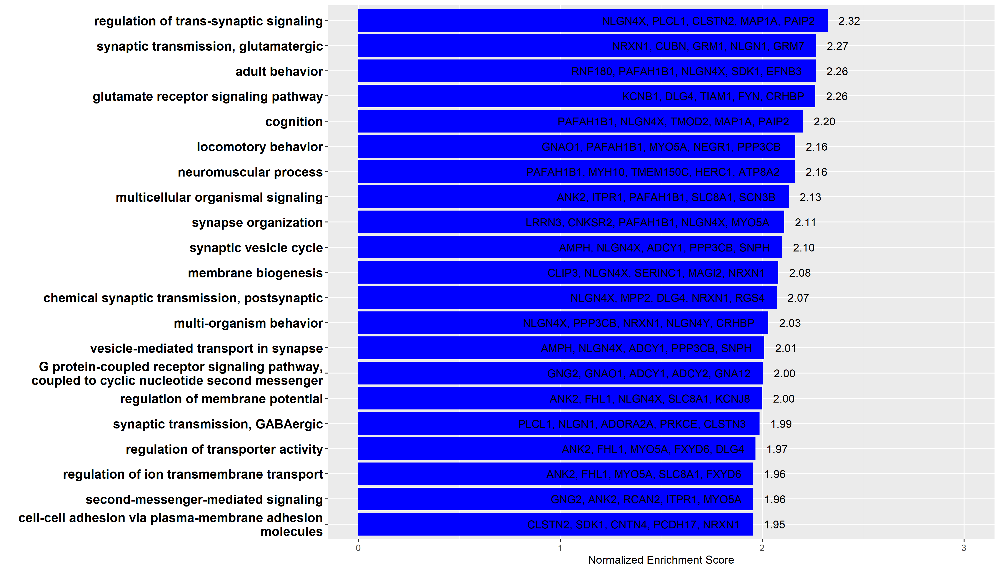 regulation of trans-synaptic signaling NLGN4X, PLCL1, CLSTN2, MAP1A, PAIP2 2.32
synaptic transmission, glutamatergic NRXN1, CUBN, GRM1, NLGN1, GRM7 2.27
adult behavior RNF180, PAFAH1B1, NLGN4X, SDK1, EFNB3 2.26
glutamate receptor signaling pathway KCNB1, DLG4, TIAM1, FYN, CRHBP 2.26
cognition PAFAH1B1, NLGN4X, TMOD2, MAP1A, PAIP2 2.20
locomotory behavior GNAO1, PAFAH1B1, MYO5A, NEGR1, PPP3CB 2.16
neuromuscular process PAFAH1B1, MYH10, TMEM150C, HERC1, ATP8A2 2.16
multicellular organismal signaling ANK2, ITPR1, PAFAH1B1, SLC8A1, SCN3B 2.13
synapse organization LRRN3, CNKSR2, PAFAH1B1, NLGN4X, MYO5A 2.11
synaptic vesicle cycle AMPH, NLGN4X, ADCY1, PPP3CB, SNPH 2.10
membrane biogenesis CLIP3, NLGN4X, SERINC1, MAGI2, NRXN1 2.08
chemical synaptic transmission, postsynaptic NLGN4X, MPP2, DLG4, NRXN1, RGS4 2.07
multi-organism behavior NLGN4X, PPP3CB, NRXN1, NLGN4Y, CRHBP 2.03
vesicle-mediated transport in synapse AMPH, NLGN4X, ADCY1, PPP3CB, SNPH 2.01
G protein-coupled receptor signaling pathway,
coupled to cyclic nucleotide second messenger GNG2, GNAO1, ADCY1, ADCY2, GNA12 2.00
regulation of membrane potential ANK2, FHL1, NLGN4X, SLC8A1, KCNJ8 2.00
synaptic transmission, GABAergic PLCL1, NLGN1, ADORA2A, PRKCE, CLSTN3 1.99
regulation of transporter activity ANK2, FHL1, MYO5A, FXYD6, DLG4 1.97
regulation of ion transmembrane transport ANK2, FHL1, MYO5A, SLC8A1, FXYD6 1.96
second-messenger-mediated signaling GNG2, ANK2, RCAN2, ITPR1, MYO5A 1.96
cell-cell adhesion via plasma-membrane adhesion
molecules CLSTN2, SDK1, CNTN4, PCDH17, NRXN1 1.95
0 1 2 3
Normalized Enrichment Score